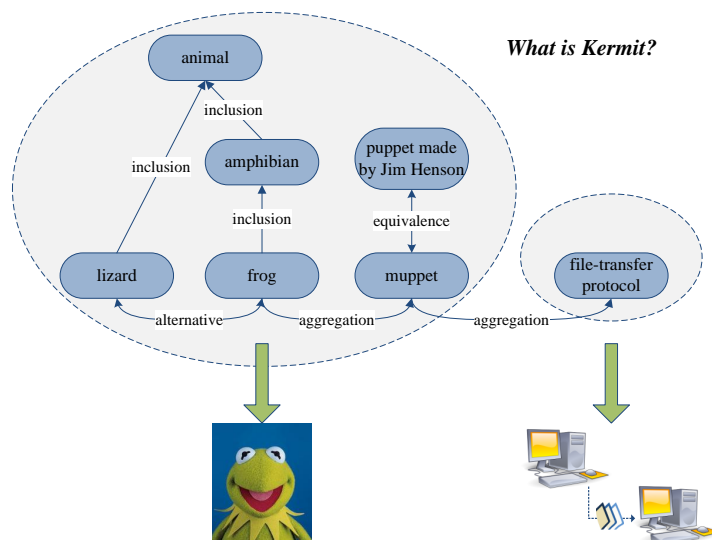 What is Kermit?
animal
inclusion
amphibian
puppet made
by Jim Henson
inclusion
inclusion
equivalence
lizard
frog
muppet
file-transfer
protocol
alternative
aggregation
aggregation